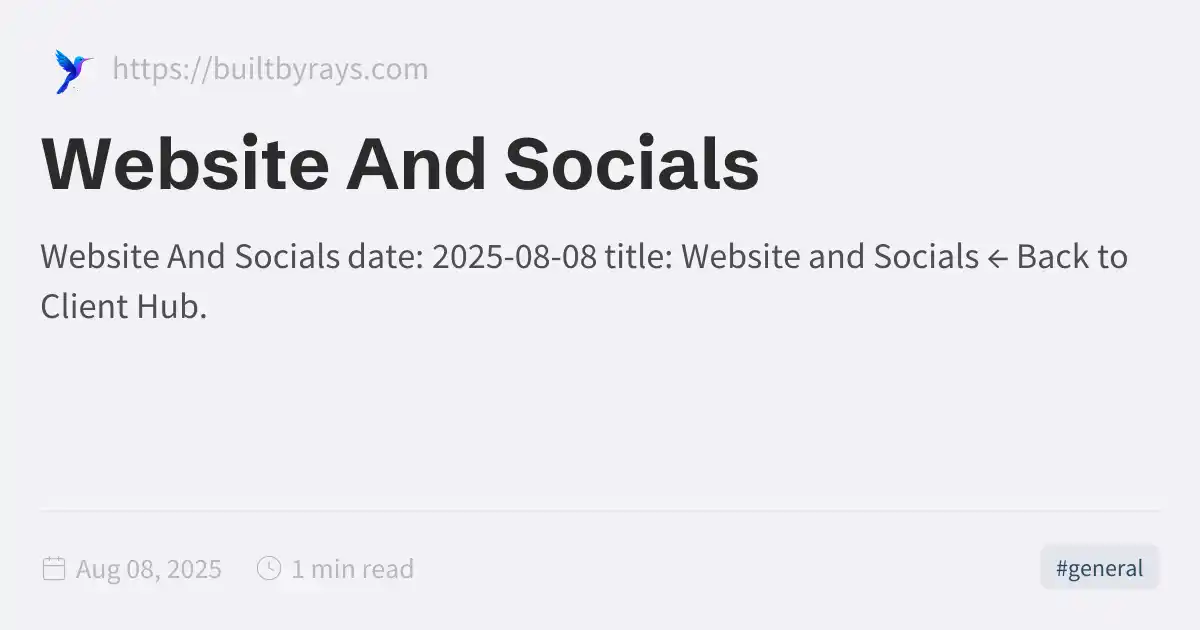 https://builtbyrays.com
Website And Socials
Website And Socials date: 2025-08-08 title: Website and Socials ← Back to
Client Hub.
Aug 08, 2025 1 min read #general